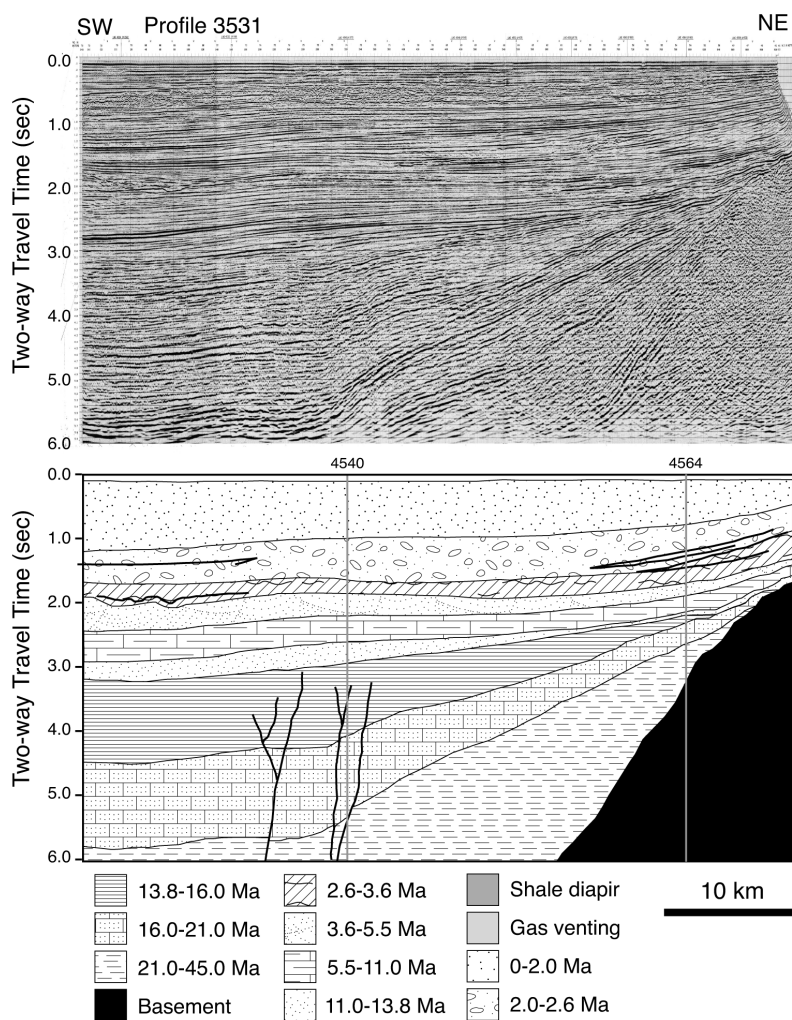 SW Profile 3531 NE
Two-way Travel Time (sec)
0.0
1.0
2.0
3.0
4.0
5.0
6.0
4540 4564
Two-way Travel Time (sec)
0.0
1.0
2.0
3.0
4.0
5.0
6.0
13.8-16.0 Ma
16.0-21.0 Ma
21.0-45.0 Ma
Basement
2.6-3.6 Ma
3.6-5.5 Ma
5.5-11.0 Ma
11.0-13.8 Ma
Shale diapir
Gas venting
0-2.0 Ma
2.0-2.6 Ma
10 km